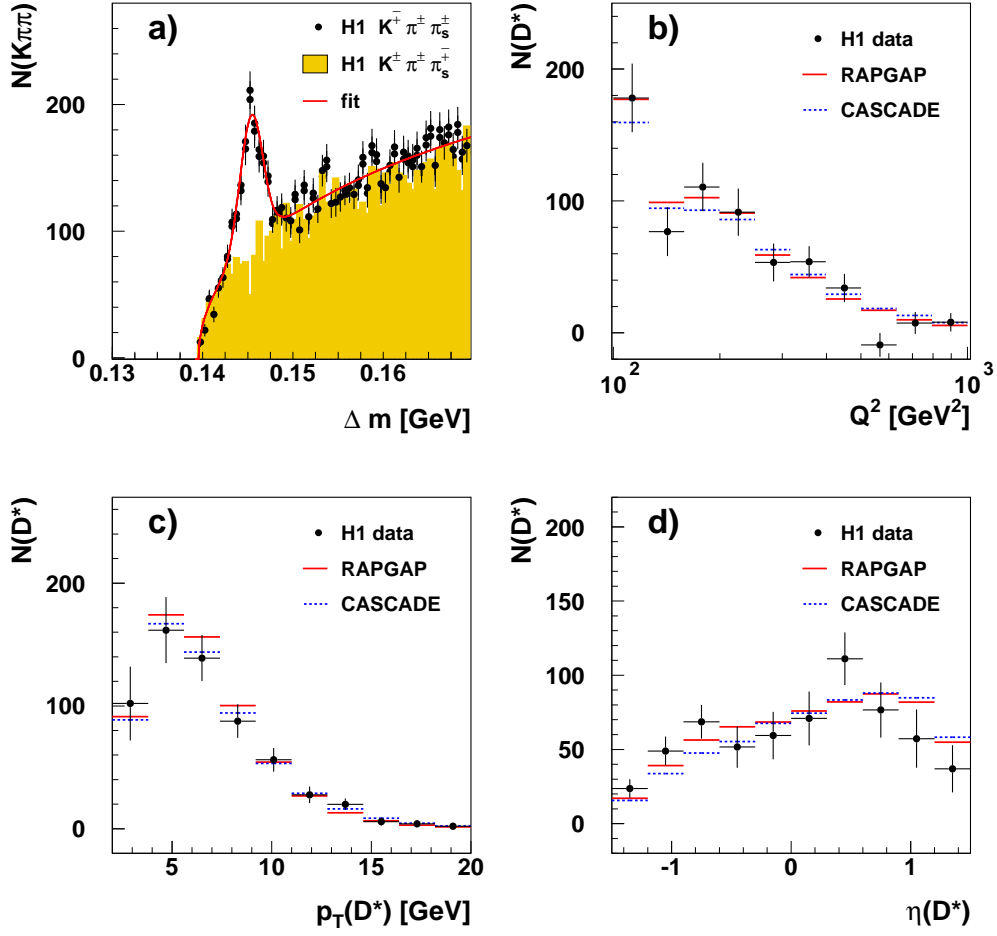 a)
N(Kππ)
H1 K∓ π± πs±
H1 K± π± πs∓
fit
0
100
200
0.13
0.14
0.15
0.16
Δ m [GeV]
b)
N(D*)
H1 data
RAPGAP
CASCADE
0
100
200
10²
10³
Q² [GeV²]
c)
N(D*)
H1 data
RAPGAP
CASCADE
0
100
200
5
10
15
20
pT(D*) [GeV]
d)
N(D*)
H1 data
RAPGAP
CASCADE
0
50
100
150
200
-1
0
1
η(D*)